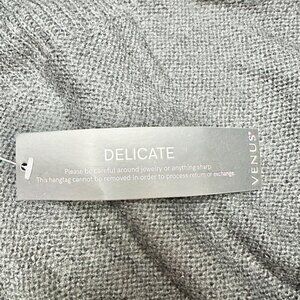 DELICATE
Please be careful around jewelry or anything sharp
This hangtag cannot be removed in order to process return or exchange.
VENUS